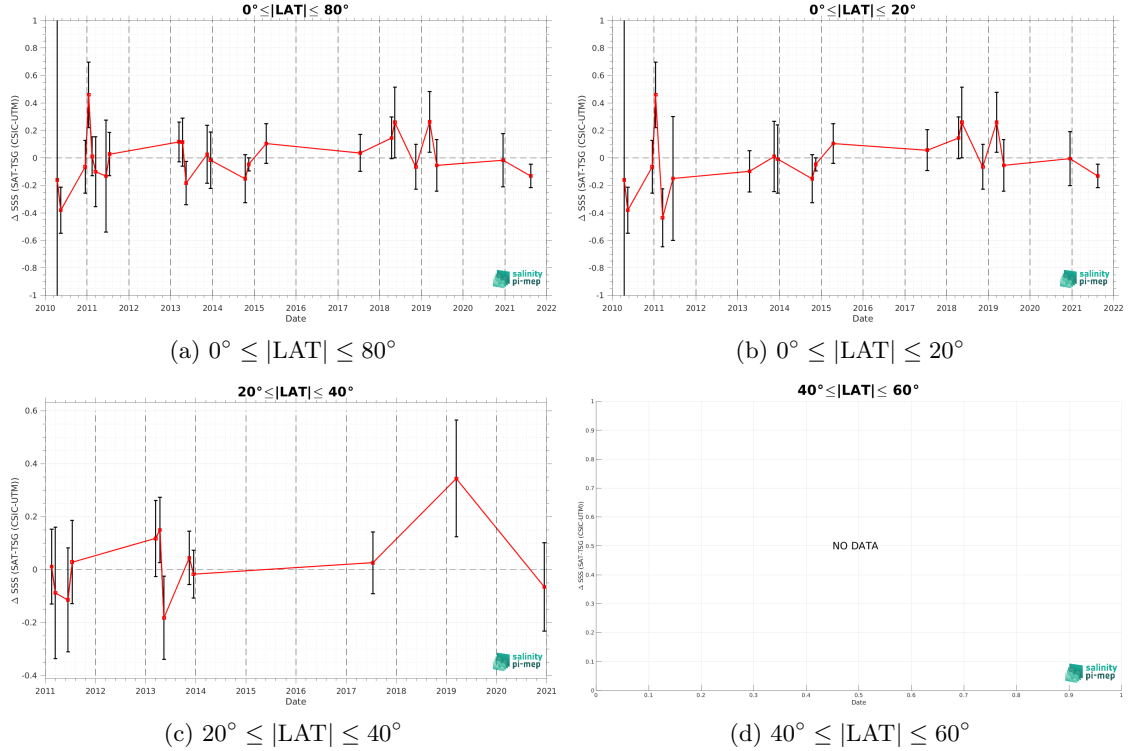 0°≤|LAT|≤ 80°
Δ SSS (SAT-TSG (CSIC-UTM))
1
0.8
0.6
0.4
0.2
0
-0.2
-0.4
-0.6
-0.8
-1
2010 2011 2012 2013 2014 2015 2016 2017 2018 2019 2020 2021 2022
Date
salinity
pi-mep
(a) 0° ≤ |LAT| ≤ 80°
0°≤|LAT|≤ 20°
Δ SSS (SAT-TSG (CSIC-UTM))
1
0.8
0.6
0.4
0.2
0
-0.2
-0.4
-0.6
-0.8
-1
2010 2011 2012 2013 2014 2015 2016 2017 2018 2019 2020 2021 2022
Date
salinity
pi-mep
(b) 0° ≤ |LAT| ≤ 20°
20°≤|LAT|≤ 40°
Δ SSS (SAT-TSG (CSIC-UTM))
0.6
0.4
0.2
0
-0.2
-0.4
2011 2012 2013 2014 2015 2016 2017 2018 2019 2020 2021
Date
salinity
pi-mep
(c) 20° ≤ |LAT| ≤ 40°
40°≤|LAT|≤ 60°
Δ SSS (SAT-TSG (CSIC-UTM))
1
0.9
0.8
0.7
0.6
0.5
0.4
0.3
0.2
0.1
0
NO DATA
0 0.1 0.2 0.3 0.4 0.5 0.6 0.7 0.8 0.9 1
Date
salinity
pi-mep
(d) 40° ≤ |LAT| ≤ 60°